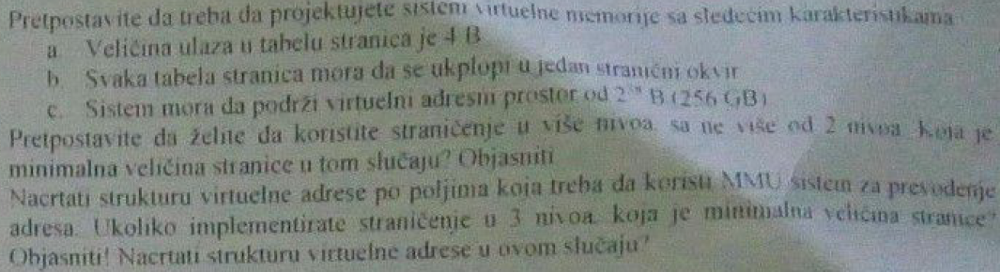 Pretpostavite da treba da projektujete sistem virtuelne memorije sa sledećim karakteristikama
a. Veličina ulaza u tabelu stranica je 4 B
b. Svaka tabela stranica mora da se ukplopi u jedan stranični okvir
c. Sistem mora da podrži virtuelni adresni prostor od 2³⁸ B (256 GB)
Pretpostavite da želite da koristite straničenje u više nivoa, sa ne više od 2 nivoa. Koja je
minimalna veličina stranice u tom slučaju? Objasniti
Nacrtati strukturu virtuelne adrese po poljima koja treba da koristi MMU sistem za prevođenje
adresa. Ukoliko implementirate straničenje u 3 nivoa, koja je minimalna veličina stranice?
Objasniti! Nacrtati strukturu virtuelne adrese u ovom slučaju?